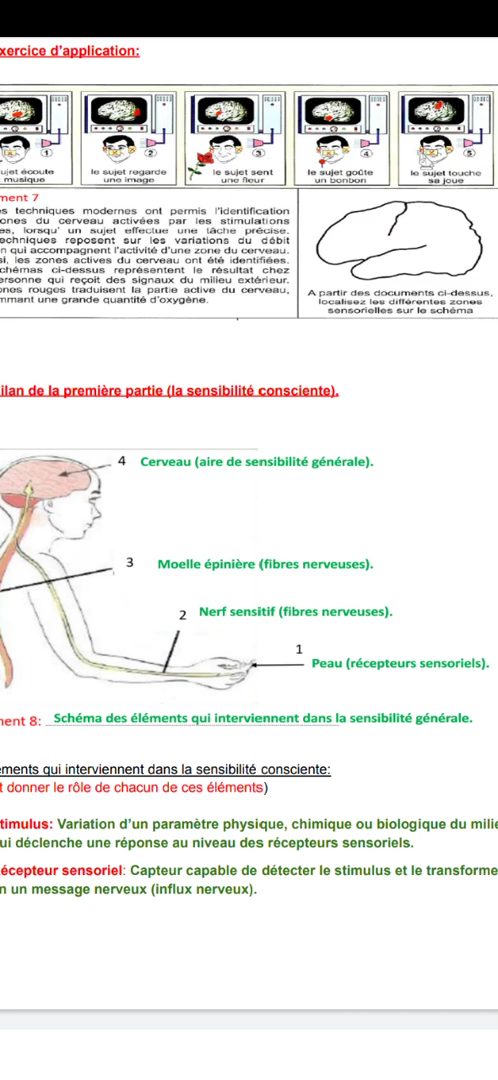 xercice d'application:
1 2 3 4 5
ujet écoute musique
le sujet regarde une image
le sujet sent une fleur
le sujet goûte un bonbon
le sujet touche sa joue
ment 7
es techniques modernes ont permis l'identification
ones du cerveau activées par les stimulations
es, lorsqu' un sujet effectue une tâche précise.
echniques reposent sur les variations du débit
n qui accompagnent l'activité d'une zone du cerveau.
si, les zones actives du cerveau ont été identifiées.
chémas ci-dessus représentent le résultat chez
ersonne qui reçoit des signaux du milieu extérieur.
ones rouges traduisent la partie active du cerveau,
mmant une grande quantité d'oxygène.
A partir des documents ci-dessus,
localisez les différentes zones
sensorielles sur le schéma
ilan de la première partie (la sensibilité consciente).
4 Cerveau (aire de sensibilité générale).
3 Moelle épinière (fibres nerveuses).
2 Nerf sensitif (fibres nerveuses).
1
Peau (récepteurs sensoriels).
ment 8: Schéma des éléments qui interviennent dans la sensibilité générale.
éments qui interviennent dans la sensibilité consciente:
t donner le rôle de chacun de ces éléments)
timulus: Variation d'un paramètre physique, chimique ou biologique du milie
ui déclenche une réponse au niveau des récepteurs sensoriels.
écepteur sensoriel: Capteur capable de détecter le stimulus et le transforme
n un message nerveux (influx nerveux).